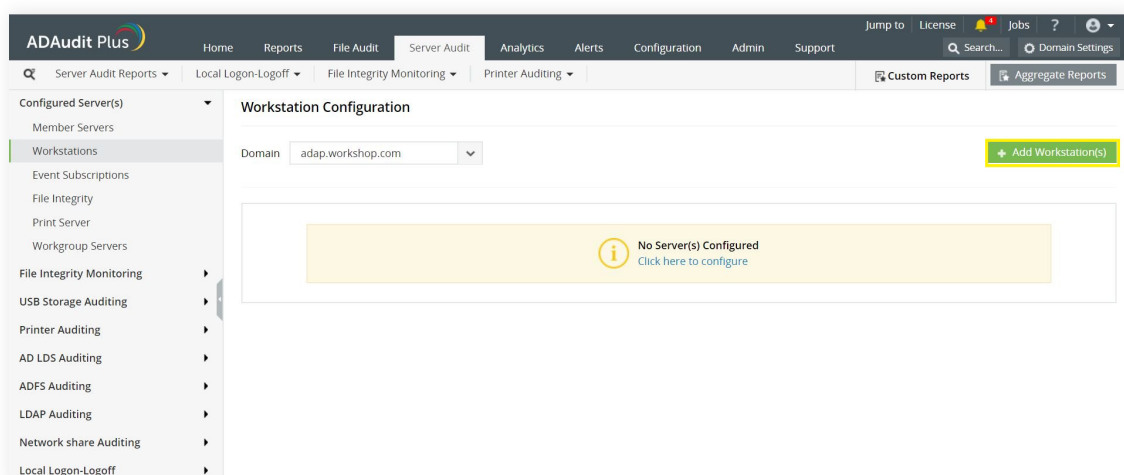 Jump to License 4 Jobs ?
ADAudit Plus
Home Reports File Audit Server Audit Analytics Alerts Configuration Admin Support
Search... Domain Settings
Server Audit Reports Local Logon-Logoff File Integrity Monitoring Printer Auditing
Custom Reports Aggregate Reports
Configured Server(s)
Member Servers
Workstations
Event Subscriptions
File Integrity
Print Server
Workgroup Servers
File Integrity Monitoring
USB Storage Auditing
Printer Auditing
AD LDS Auditing
ADFS Auditing
LDAP Auditing
Network share Auditing
Local Logon-Logoff
Workstation Configuration
Domain adap.workshop.com
+ Add Workstation(s)
No Server(s) Configured
Click here to configure